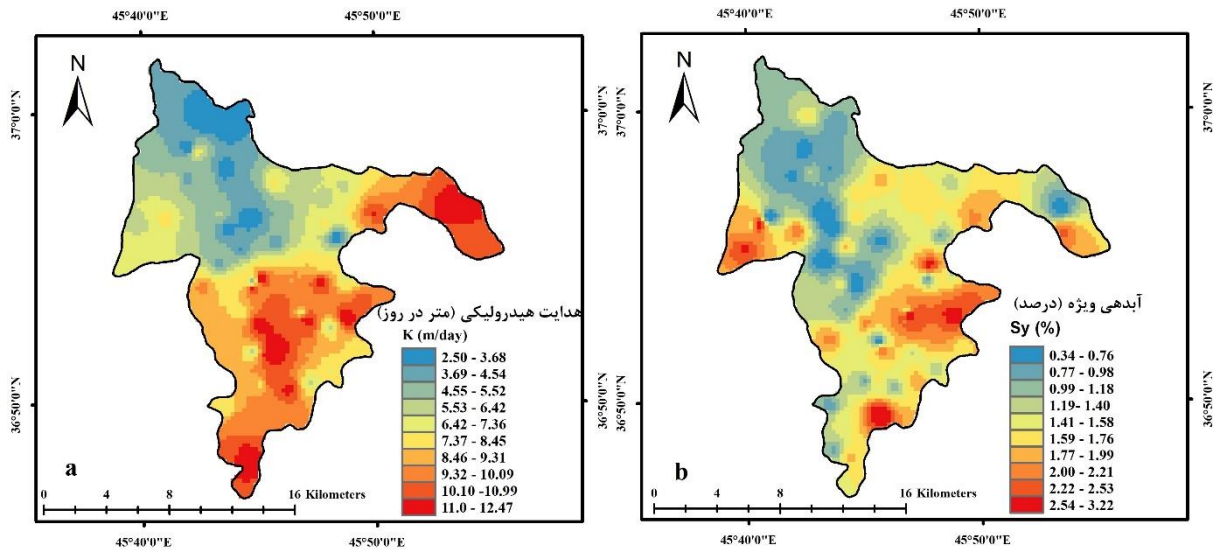 45°40'0"E 45°50'0"E
N
37°0'0"N
36°50'0"N
هدایت هیدرولیکی (متر در روز)
K (m/day)
2.50 - 3.68
3.69 - 4.54
4.55 - 5.52
5.53 - 6.42
6.42 - 7.36
7.37 - 8.45
8.46 - 9.31
9.32 - 10.09
10.10 -10.99
11.0 - 12.47
a
0 4 8 16 Kilometers
45°40'0"E 45°50'0"E
45°40'0"E 45°50'0"E
N
37°0'0"N
37°0'0"N
36°50'0"N
36°50'0"N
آبدهی ویژه (درصد)
Sy (%)
0.34 - 0.76
0.77 - 0.98
0.99 - 1.18
1.19- 1.40
1.41 - 1.58
1.59 - 1.76
1.77 - 1.99
2.00 - 2.21
2.22 - 2.53
2.54 - 3.22
b
0 4 8 16 Kilometers
45°40'0"E 45°50'0"E